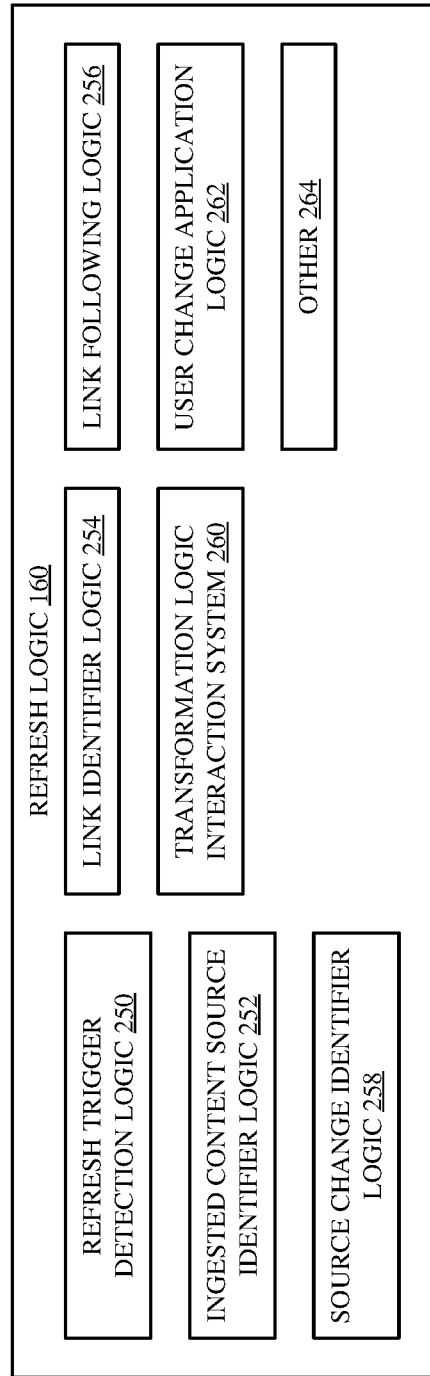 REFRESH LOGIC 160
REFRESH TRIGGER
DETECTION LOGIC 250
INGESTED CONTENT SOURCE
IDENTIFIER LOGIC 252
SOURCE CHANGE IDENTIFIER
LOGIC 258
LINK IDENTIFIER LOGIC 254
TRANSFORMATION LOGIC
INTERACTION SYSTEM 260
LINK FOLLOWING LOGIC 256
USER CHANGE APPLICATION
LOGIC 262
OTHER 264